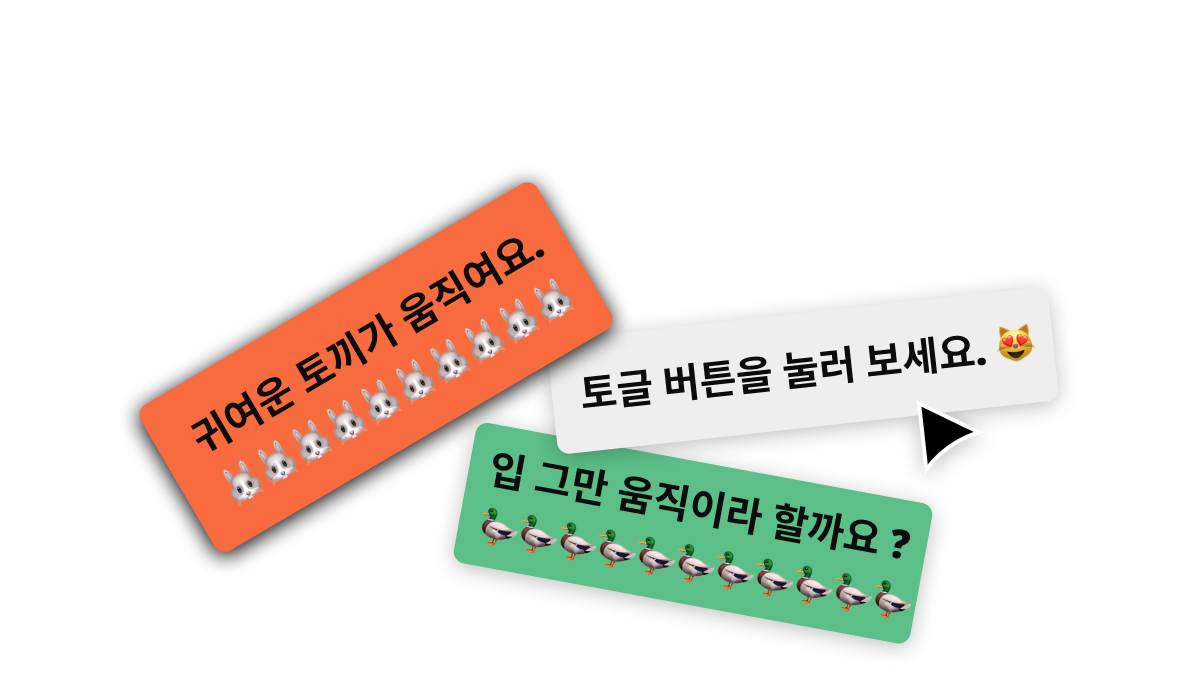 귀여운 토끼가 움직여요.
🐰🐰🐰🐰🐰🐰🐰🐰🐰🐰
토글 버튼을 눌러 보세요. 😻
입 그만 움직이라 할까요 ?
🦆🦆🦆🦆🦆🦆🦆🦆🦆🦆🦆